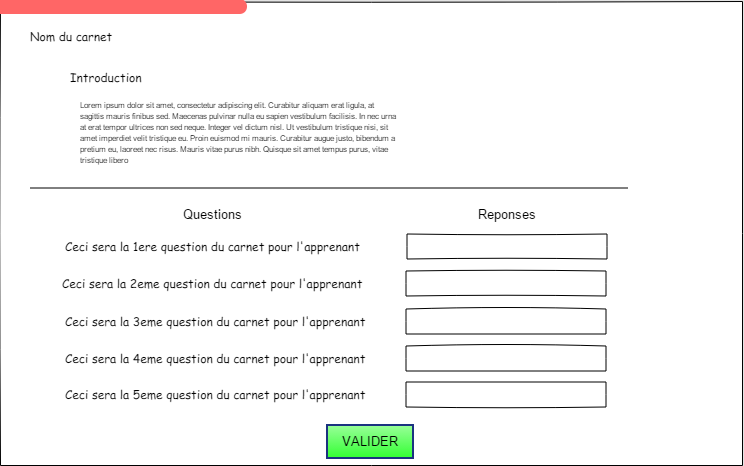 Nom du carnet
Introduction
Lorem ipsum dolor sit amet, consectetur adipiscing elit. Curabitur aliquam erat ligula, at
sagittis mauris finibus sed. Maecenas pulvinar nulla eu sapien vestibulum facilisis. In nec urna
at erat tempor ultrices non sed neque. Integer vel dictum nisl. Ut vestibulum tristique nisi, sit
amet imperdiet velit tristique eu. Proin euismod mi mauris. Curabitur augue justo, bibendum a
pretium eu, laoreet nec risus. Mauris vitae purus nibh. Quisque sit amet tempus purus, vitae
tristique libero
Questions Reponses
Ceci sera la 1ere question du carnet pour l'apprenant
Ceci sera la 2eme question du carnet pour l'apprenant
Ceci sera la 3eme question du carnet pour l'apprenant
Ceci sera la 4eme question du carnet pour l'apprenant
Ceci sera la 5eme question du carnet pour l'apprenant
VALIDER